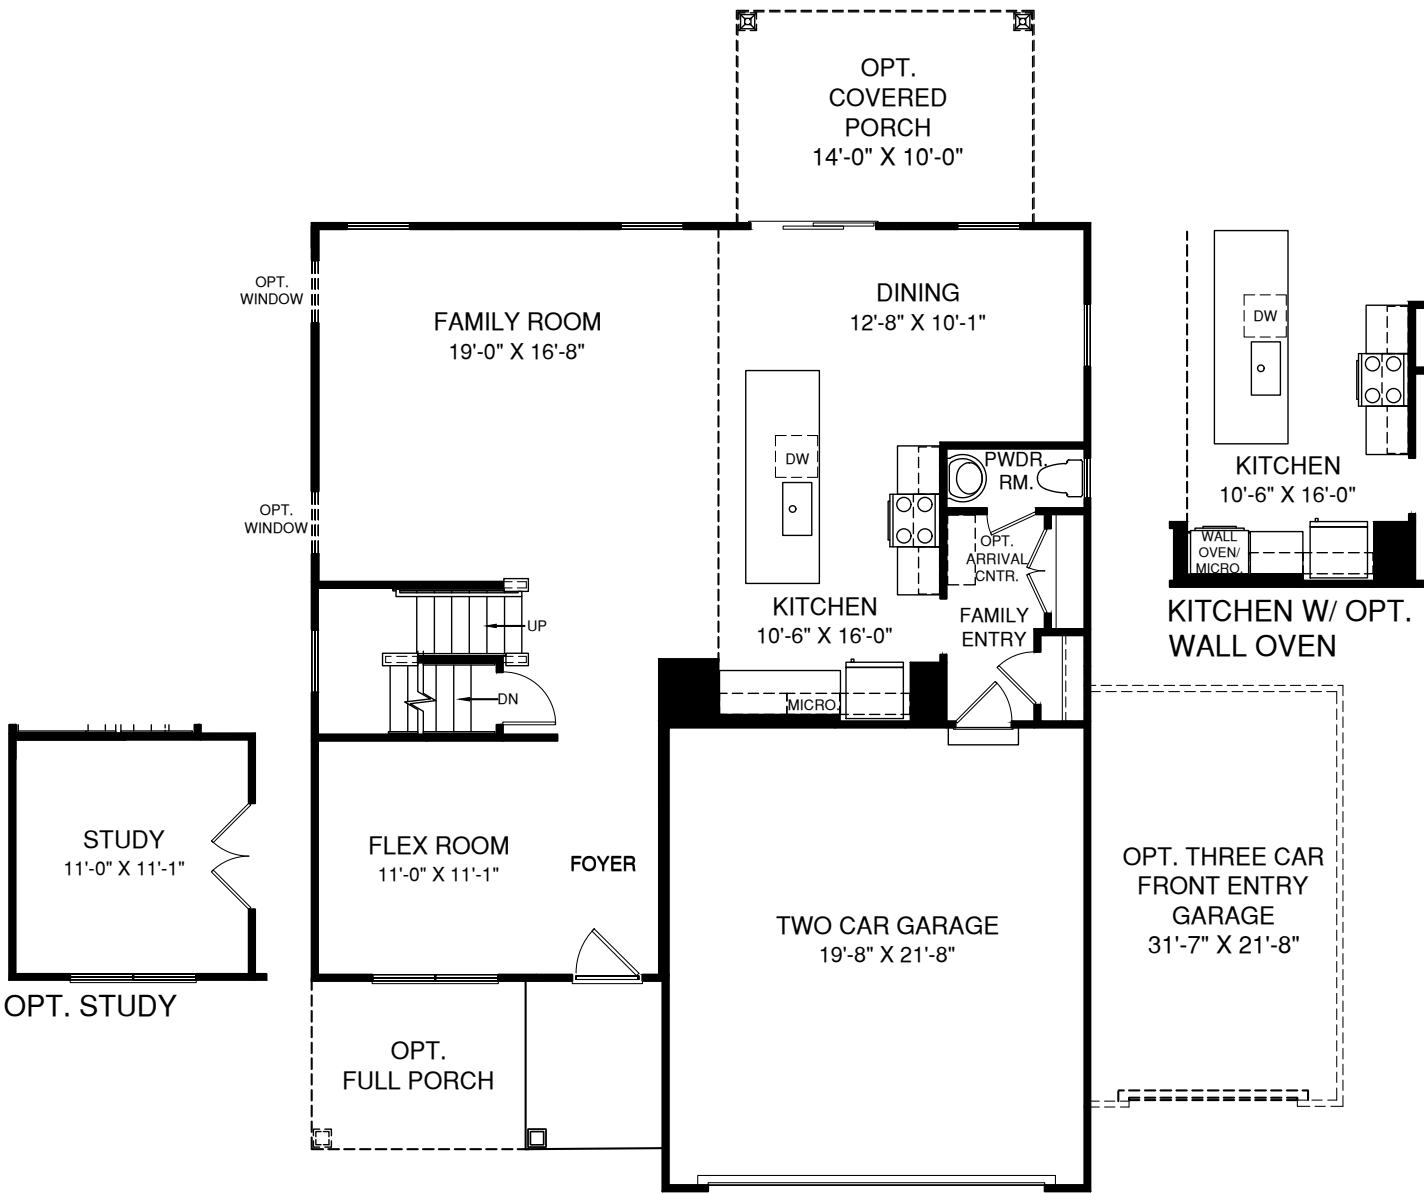 OPT.
COVERED
PORCH
14'-0" X 10'-0"
OPT.
WINDOW
FAMILY ROOM
19'-0" X 16'-8"
DINING
12'-8" X 10'-1"
OPT.
WINDOW
DW
PWDR.
RM.
OPT.
ARRIVAL
CNTR.
FAMILY
ENTRY
KITCHEN
10'-6" X 16'-0"
UP
DN
MICRO.
DW
KITCHEN
10'-6" X 16'-0"
WALL
OVEN/
MICRO.
KITCHEN W/ OPT.
WALL OVEN
STUDY
11'-0" X 11'-1"
OPT. STUDY
FLEX ROOM
11'-0" X 11'-1"
FOYER
TWO CAR GARAGE
19'-8" X 21'-8"
OPT. THREE CAR
FRONT ENTRY
GARAGE
31'-7" X 21'-8"
OPT.
FULL PORCH